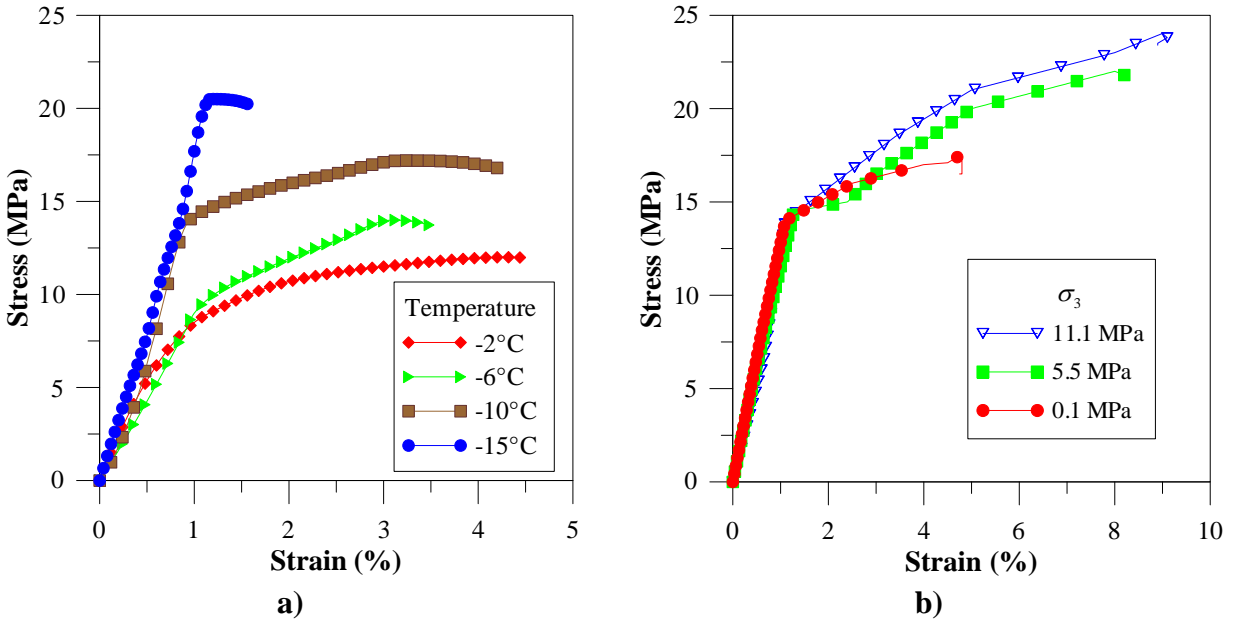 25
20
15
10
5
0
Stress (MPa)
0
1
2
3
4
5
Strain (%)
Temperature
-2°C
-6°C
-10°C
-15°C
a)
25
20
15
10
5
0
Stress (MPa)
0
2
4
6
8
10
Strain (%)
σ3
11.1 MPa
5.5 MPa
0.1 MPa
b)